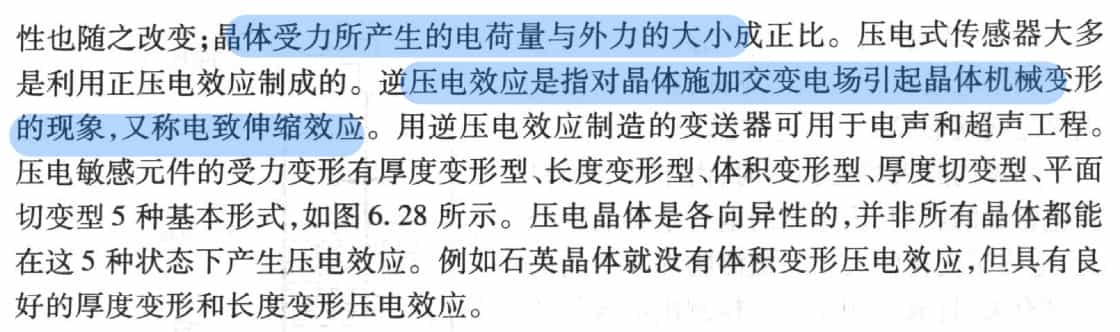 性也随之改变;晶体受力所产生的电荷量与外力的大小成正比。压电式传感器大多
是利用正压电效应制成的。逆压电效应是指对晶体施加交变电场引起晶体机械变形
的现象,又称电致伸缩效应。用逆压电效应制造的变送器可用于电声和超声工程。
压电敏感元件的受力变形有厚度变形型、长度变形型、体积变形型、厚度切变型、平面
切变型5种基本形式,如图6.28所示。压电晶体是各向异性的,并非所有晶体都能
在这5种状态下产生压电效应。例如石英晶体就没有体积变形压电效应,但具有良
好的厚度变形和长度变形压电效应。